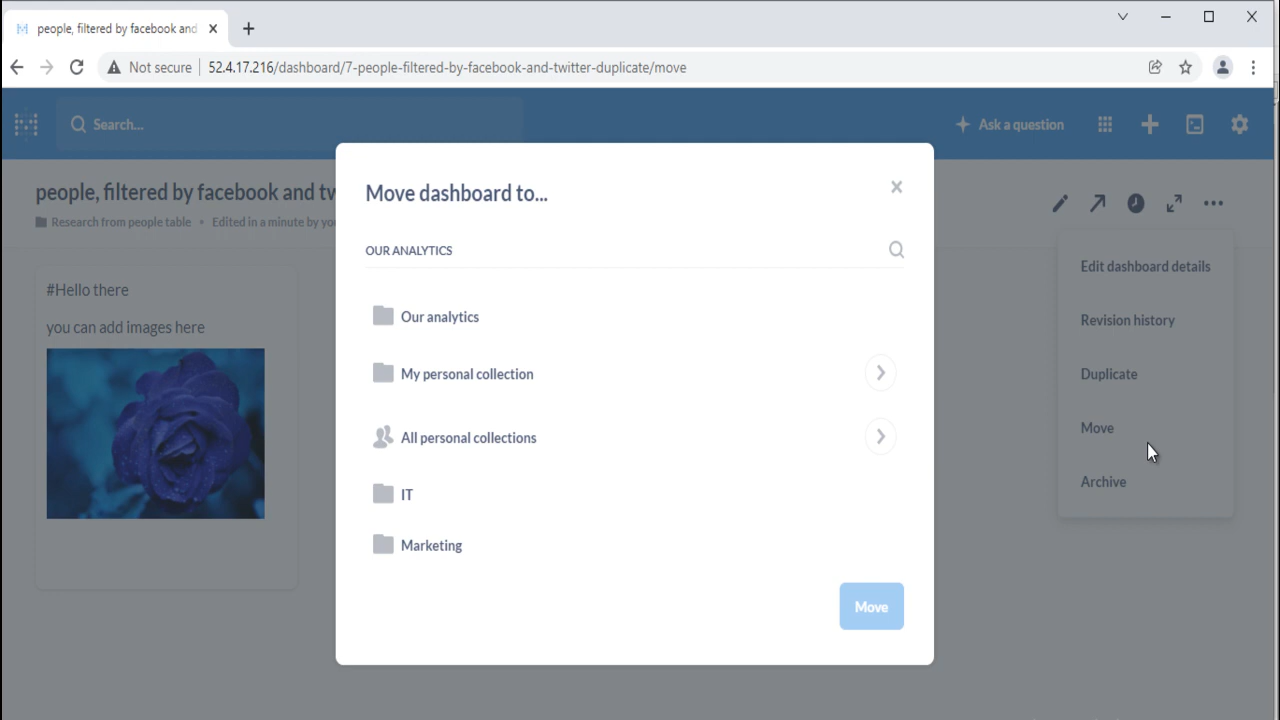 people, filtered by facebook and
Not secure
52.4.17.216/dashboard/7-people-filtered-by-facebook-and-twitter-duplicate/move
Search...
Ask a question
people, filtered by facebook and tw
Research from people table • Edited in a minute by you
Move dashboard to...
OUR ANALYTICS
Our analytics
My personal collection
All personal collections
IT
Marketing
Move
#Hello there
you can add images here
Edit dashboard details
Revision history
Duplicate
Move
Archive